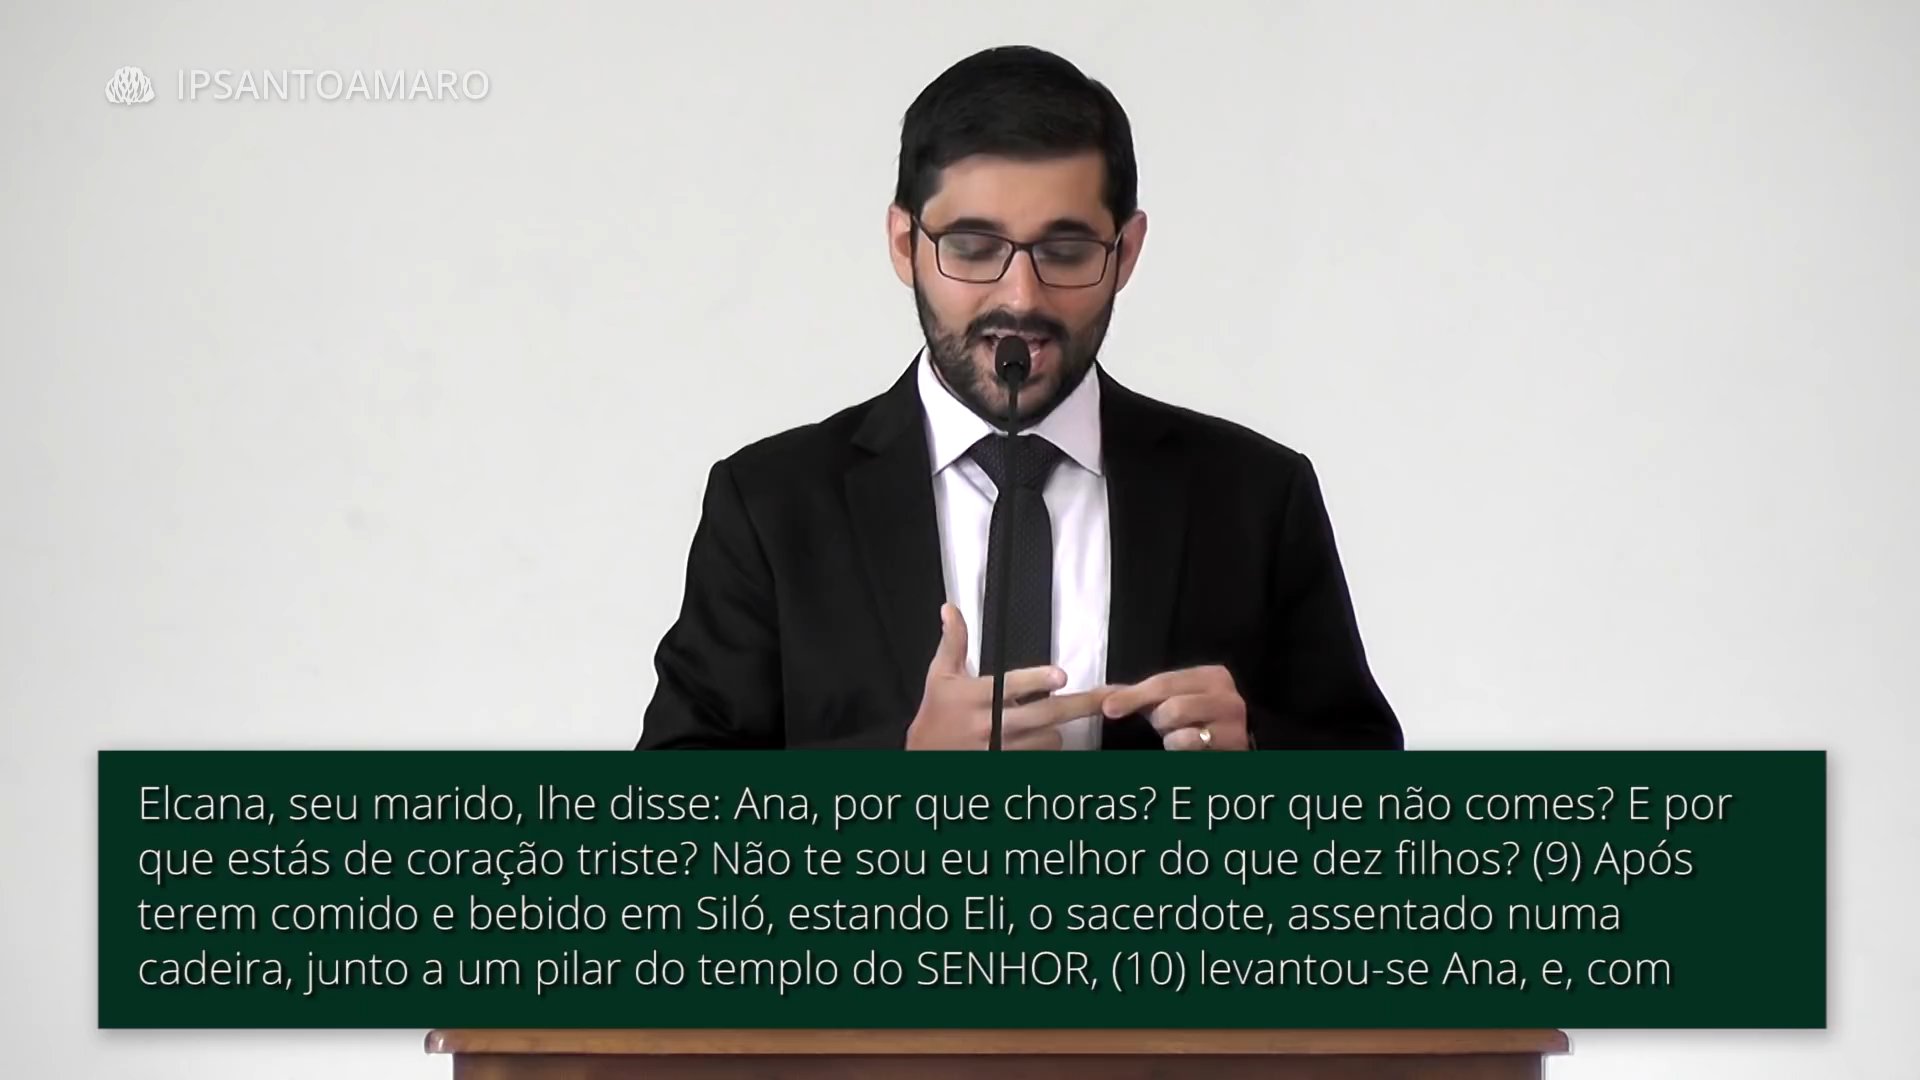 IPSANTOAMARO
Elcana, seu marido, lhe disse: Ana, por que choras? E por que não comes? E por
que estás de coração triste? Não te sou eu melhor do que dez filhos? (9) Após
terem comido e bebido em Siló, estando Eli, o sacerdote, assentado numa
cadeira, junto a um pilar do templo do SENHOR, (10) levantou-se Ana, e, com